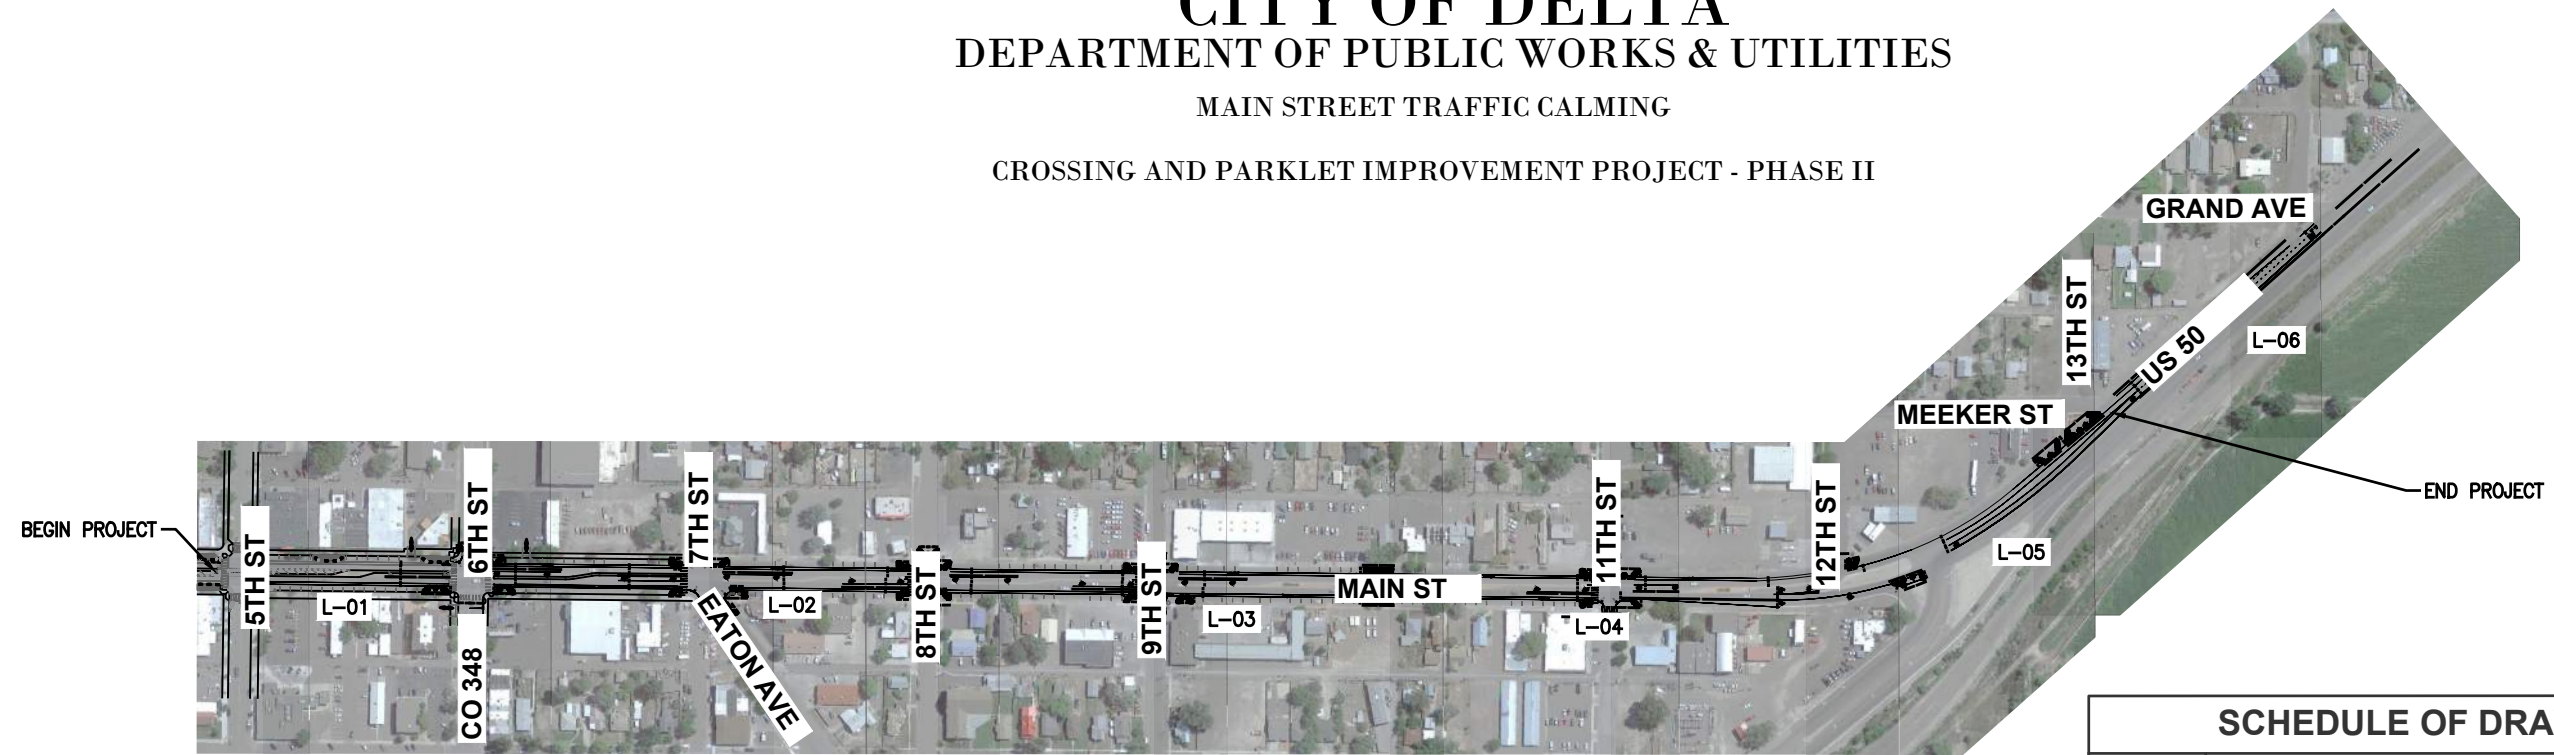 CITY OF DELTA
DEPARTMENT OF PUBLIC WORKS & UTILITIES
MAIN STREET TRAFFIC CALMING
CROSSING AND PARKLET IMPROVEMENT PROJECT - PHASE II
GRAND AVE
13TH ST
US 50
L-06
MEEKER ST
END PROJECT
BEGIN PROJECT
5TH ST
L-01
6TH ST
CO 348
7TH ST
EATON AVE
L-02
8TH ST
9TH ST
L-03
MAIN ST
11TH ST
L-04
12TH ST
L-05
SCHEDULE OF DRA